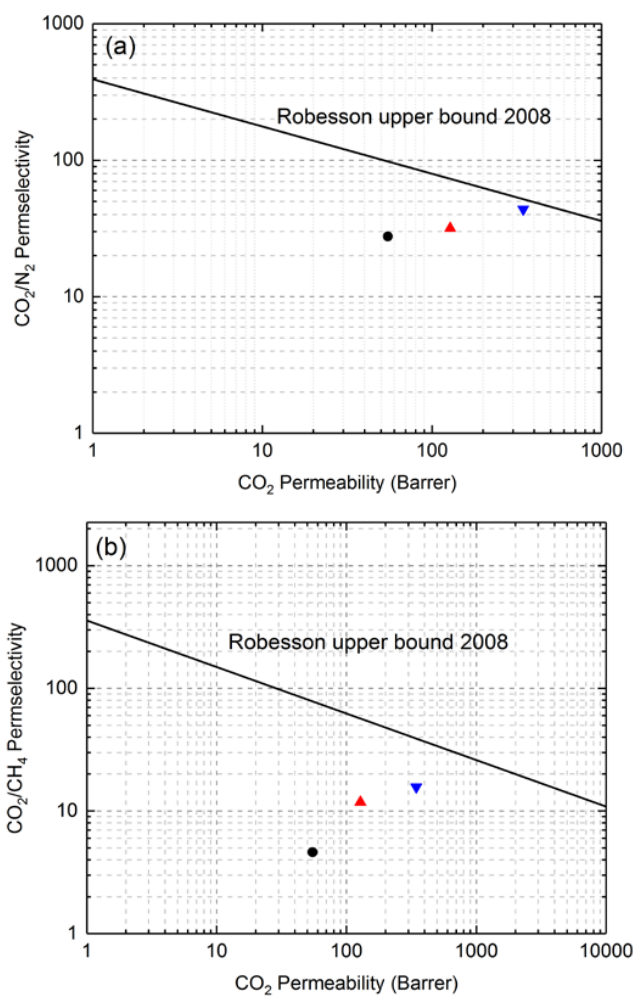 (a)
1000
100
10
1
CO₂/N₂ Permselectivity
Robesson upper bound 2008
1
10
100
1000
CO₂ Permeability (Barrer)
(b)
1000
100
10
1
CO₂/CH₄ Permselectivity
Robesson upper bound 2008
1
10
100
1000
10000
CO₂ Permeability (Barrer)